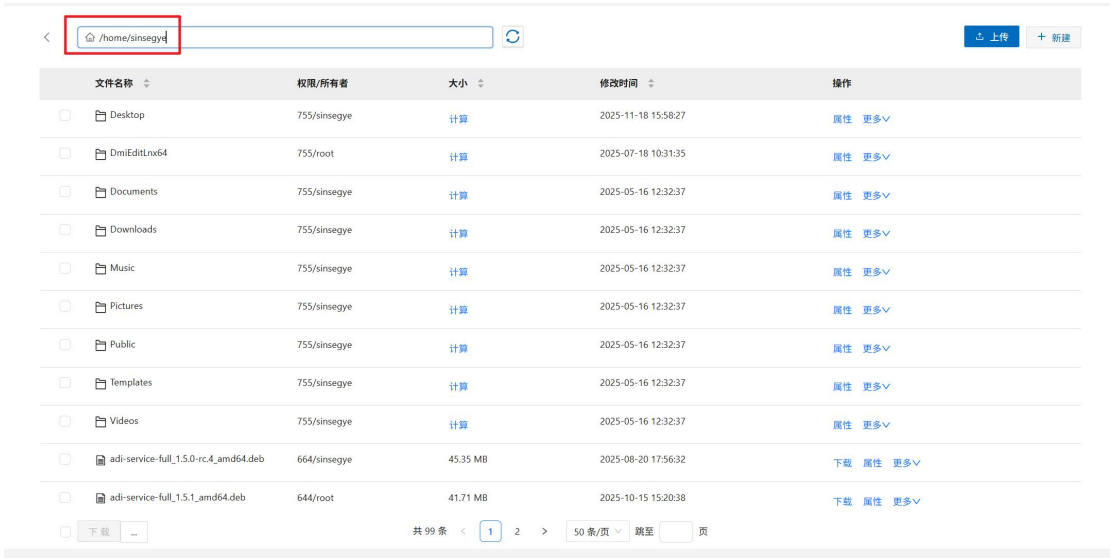 /home/sinsegye
上传
+ 新建
文件名称 权限/所有者 大小 修改时间 操作
Desktop 755/sinsegye 计算 2025-11-18 15:58:27 属性 更多
DmiEditLnx64 755/root 计算 2025-07-18 10:31:35 属性 更多
Documents 755/sinsegye 计算 2025-05-16 12:32:37 属性 更多
Downloads 755/sinsegye 计算 2025-05-16 12:32:37 属性 更多
Music 755/sinsegye 计算 2025-05-16 12:32:37 属性 更多
Pictures 755/sinsegye 计算 2025-05-16 12:32:37 属性 更多
Public 755/sinsegye 计算 2025-05-16 12:32:37 属性 更多
Templates 755/sinsegye 计算 2025-05-16 12:32:37 属性 更多
Videos 755/sinsegye 计算 2025-05-16 12:32:37 属性 更多
adi-service-full_1.5.0-rc.4_amd64.deb 664/sinsegye 45.35 MB 2025-08-20 17:56:32 下载 属性 更多
adi-service-full_1.5.1_amd64.deb 644/root 41.71 MB 2025-10-15 15:20:38 下载 属性 更多
下载 ... 共 99 条 < 1 2 > 50 条/页 跳至 页